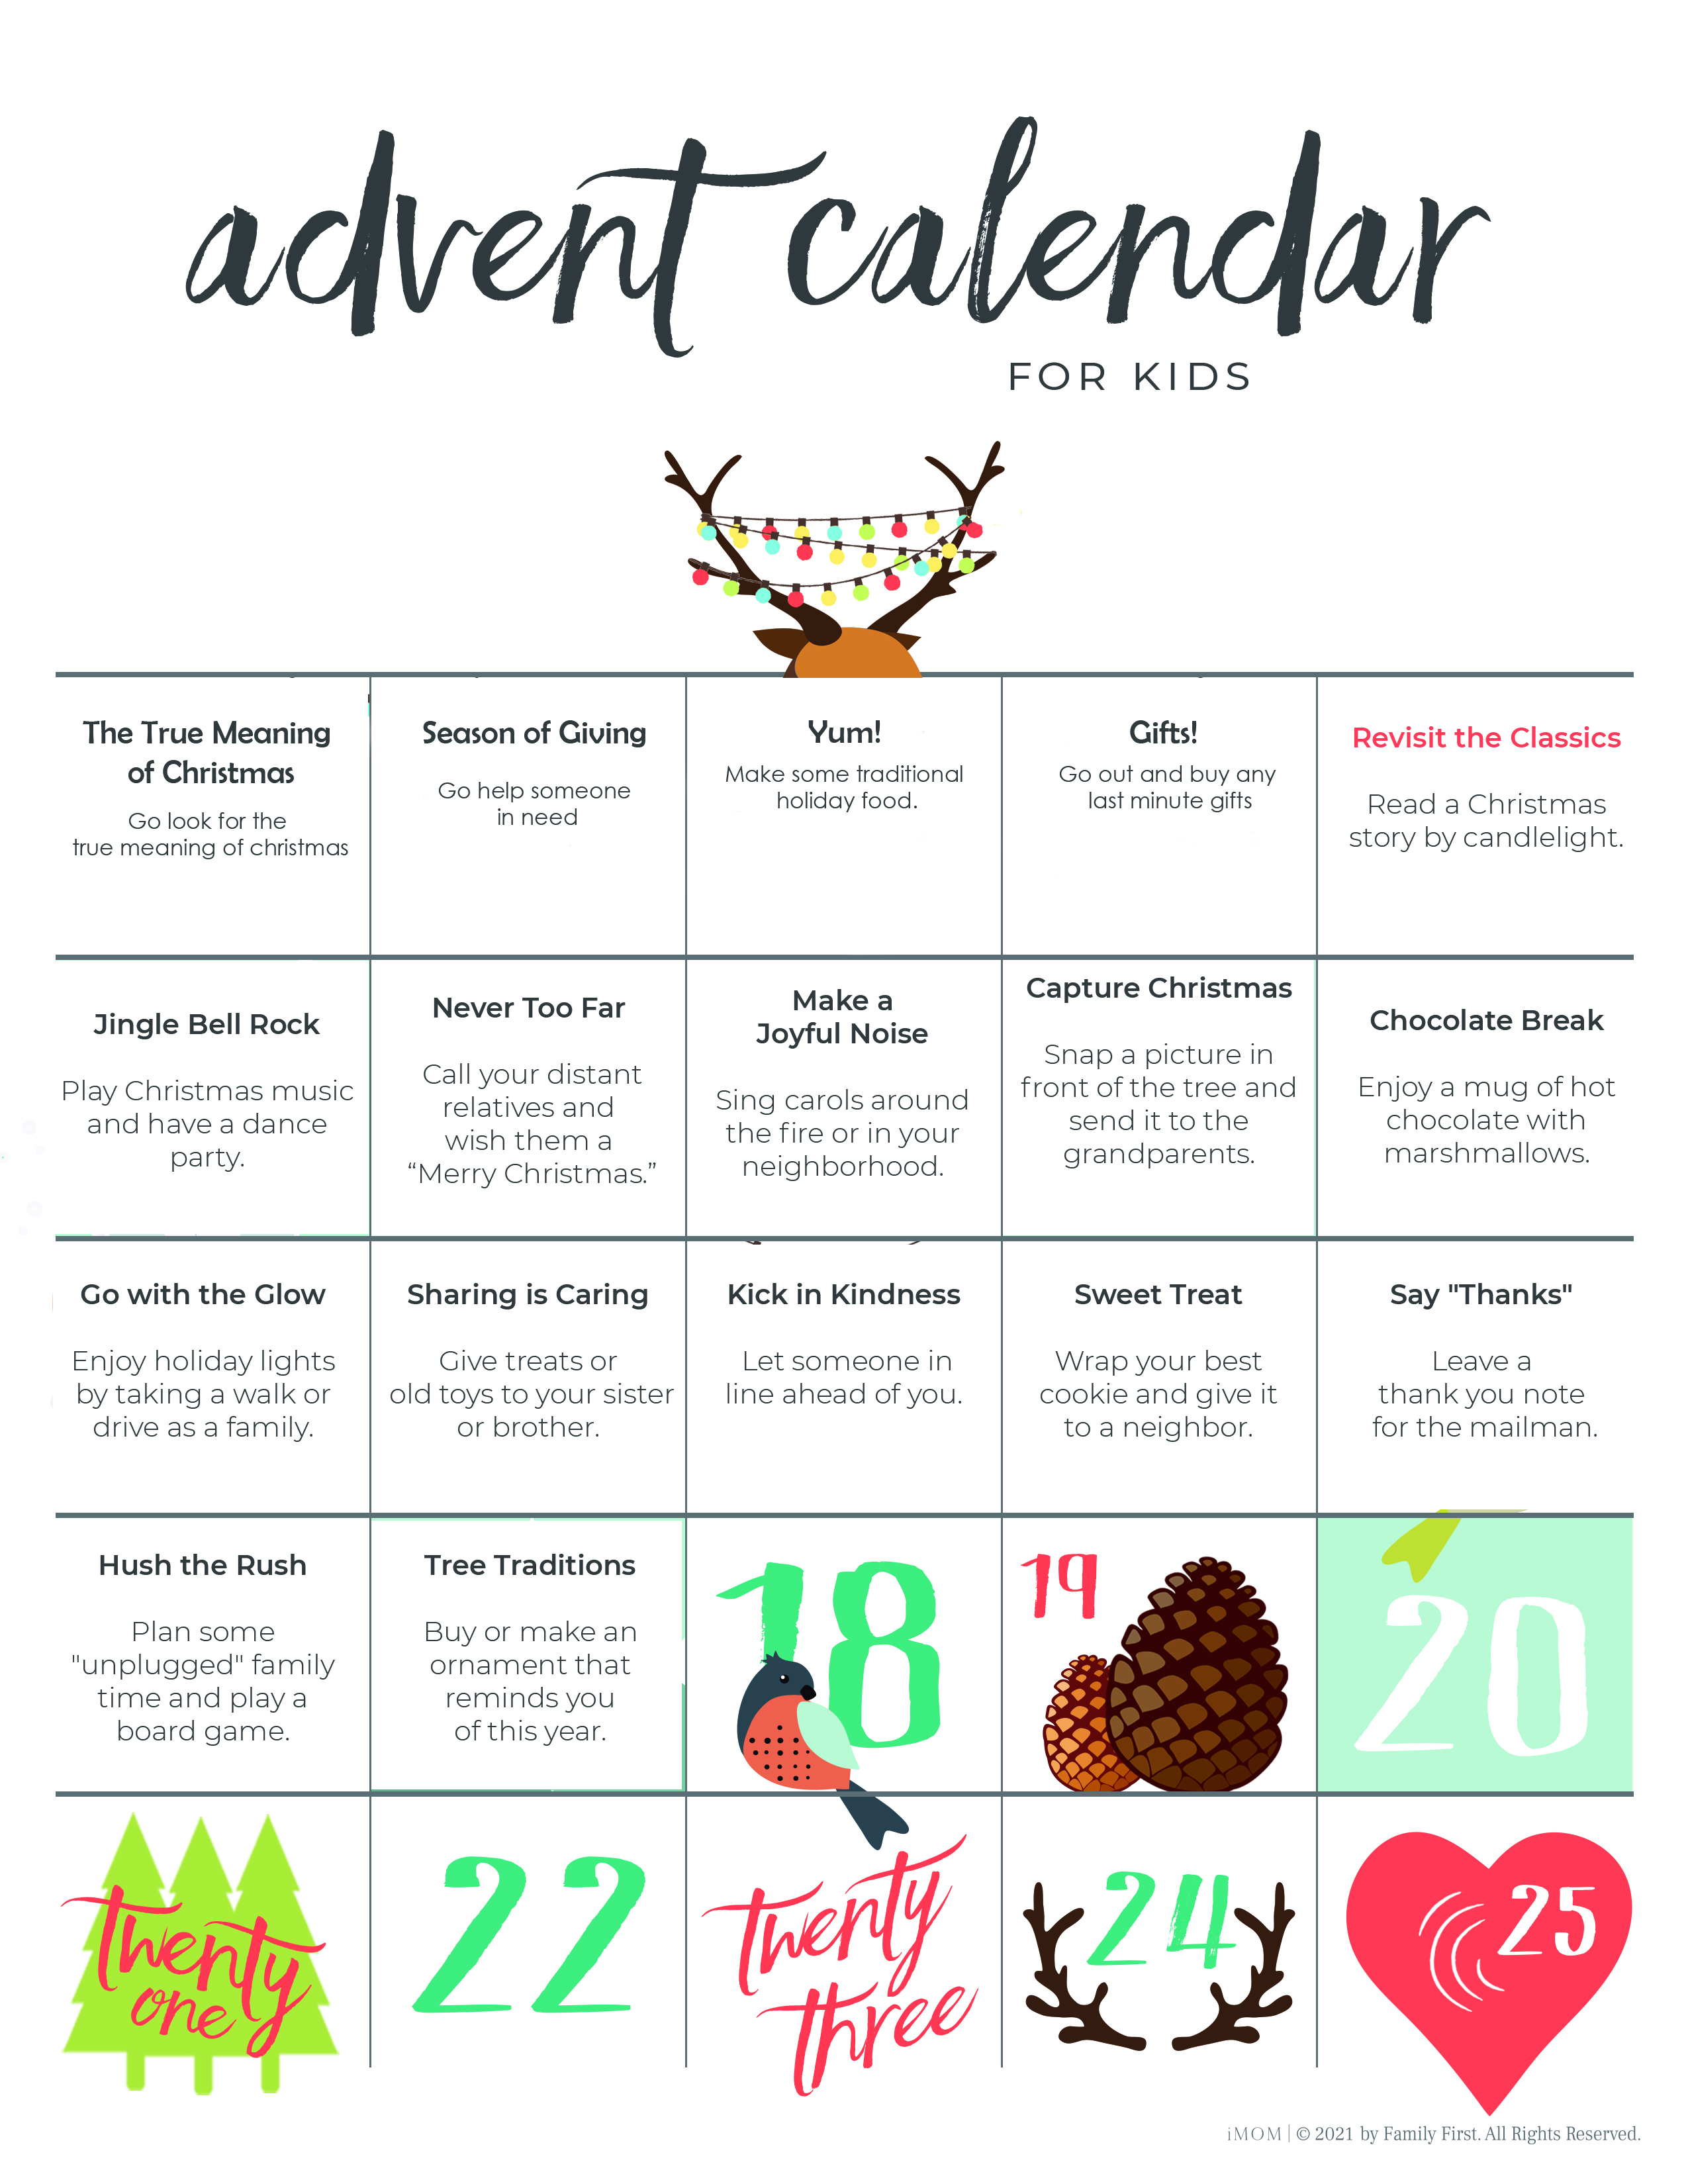 advent calendar
FOR KIDS
The True Meaning
of Christmas
Go look for the
true meaning of christmas
Season of Giving
Go help someone
in need
Yum!
Make some traditional
holiday food.
Gifts!
Go out and buy any
last minute gifts
Revisit the Classics
Read a Christmas
story by candlelight.
Jingle Bell Rock
Play Christmas music
and have a dance
party.
Never Too Far
Call your distant
relatives and
wish them a
“Merry Christmas.”
Make a
Joyful Noise
Sing carols around
the fire or in your
neighborhood.
Capture Christmas
Snap a picture in
front of the tree and
send it to the
grandparents.
Chocolate Break
Enjoy a mug of hot
chocolate with
marshmallows.
Go with the Glow
Enjoy holiday lights
by taking a walk or
drive as a family.
Sharing is Caring
Give treats or
old toys to your sister
or brother.
Kick in Kindness
Let someone in
line ahead of you.
Sweet Treat
Wrap your best
cookie and give it
to a neighbor.
Say "Thanks"
Leave a
thank you note
for the mailman.
Hush the Rush
Plan some
"unplugged" family
time and play a
board game.
Tree Traditions
Buy or make an
ornament that
reminds you
of this year.
18
19
20
twenty
one
22
twenty
three
24
25
iMOM | © 2021 by Family First. All Rights Reserved.